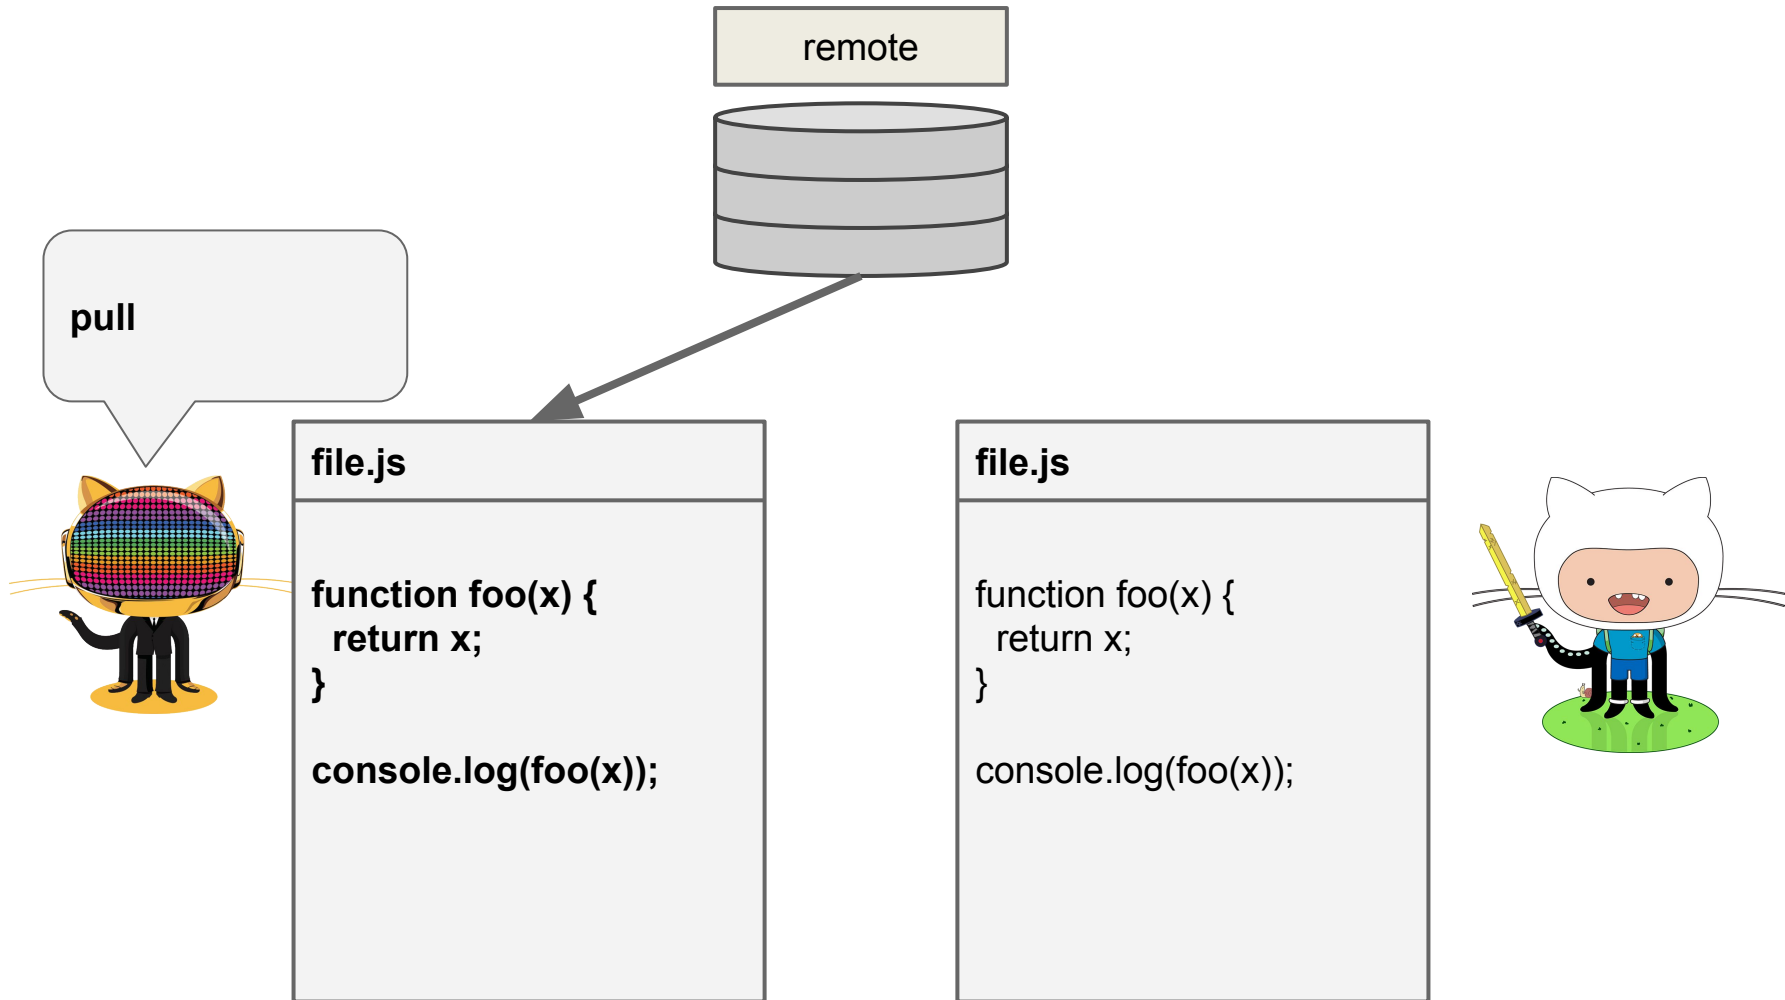 remote
pull
file.js
function foo(x) {
  return x;
}
console.log(foo(x));
file.js
function foo(x) {
  return x;
}
console.log(foo(x));